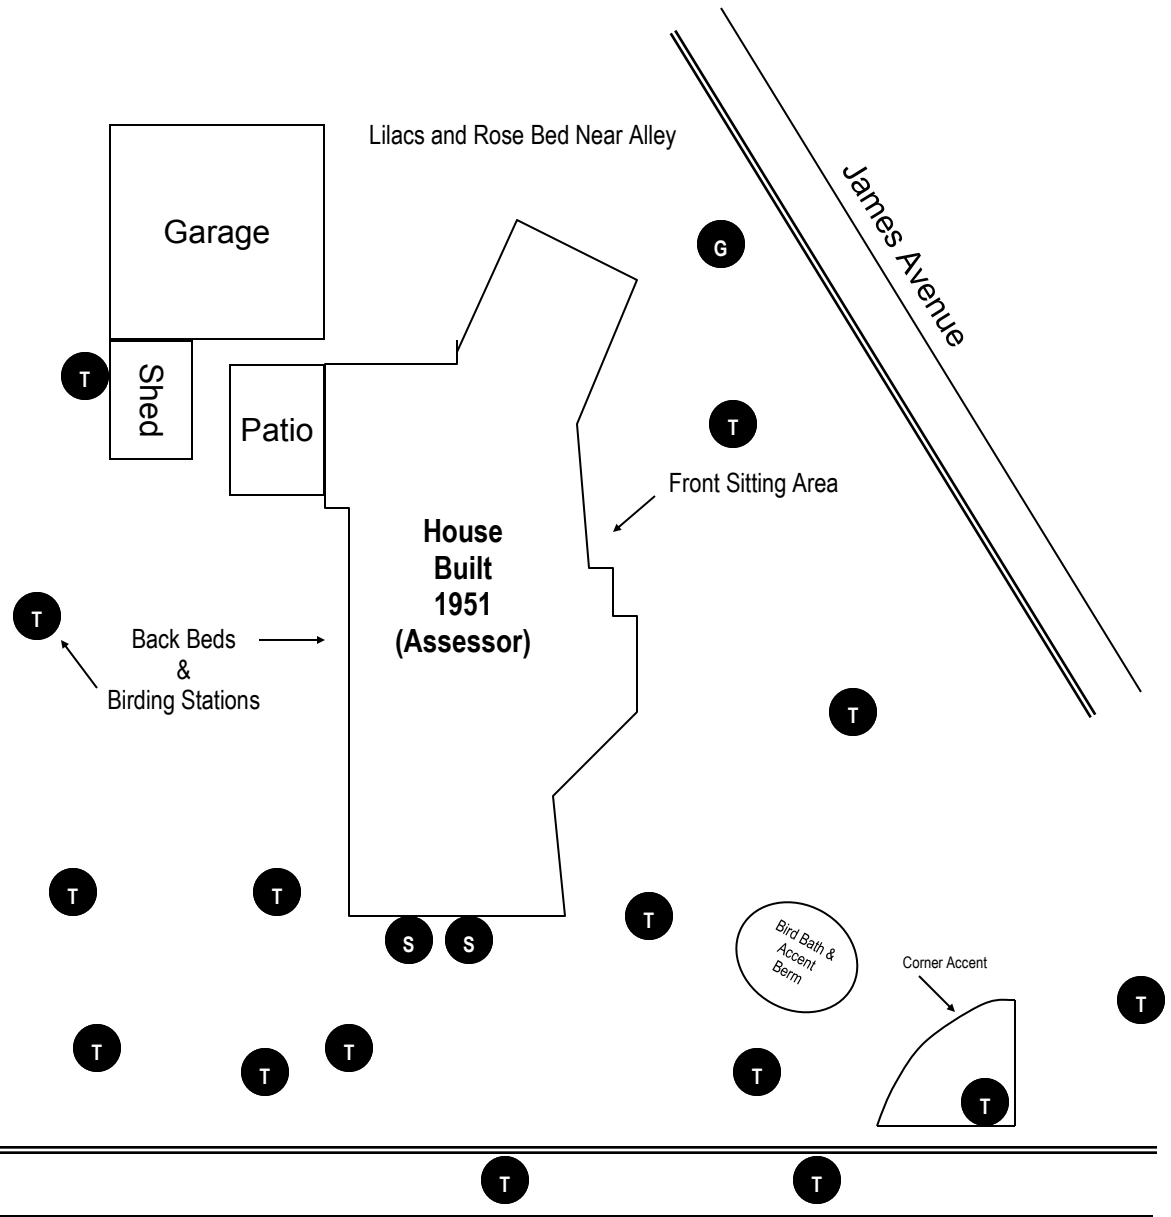 Lilacs and Rose Bed Near Alley
James Avenue
Garage
G
T
Shed
Patio
T
Front Sitting Area
House
Built
1951
(Assessor)
T
Back Beds
&
Birding Stations
T
T
T
T
S
S
Bird Bath &
Accent
Berm
Corner Accent
T
T
T
T
T
T
T
T